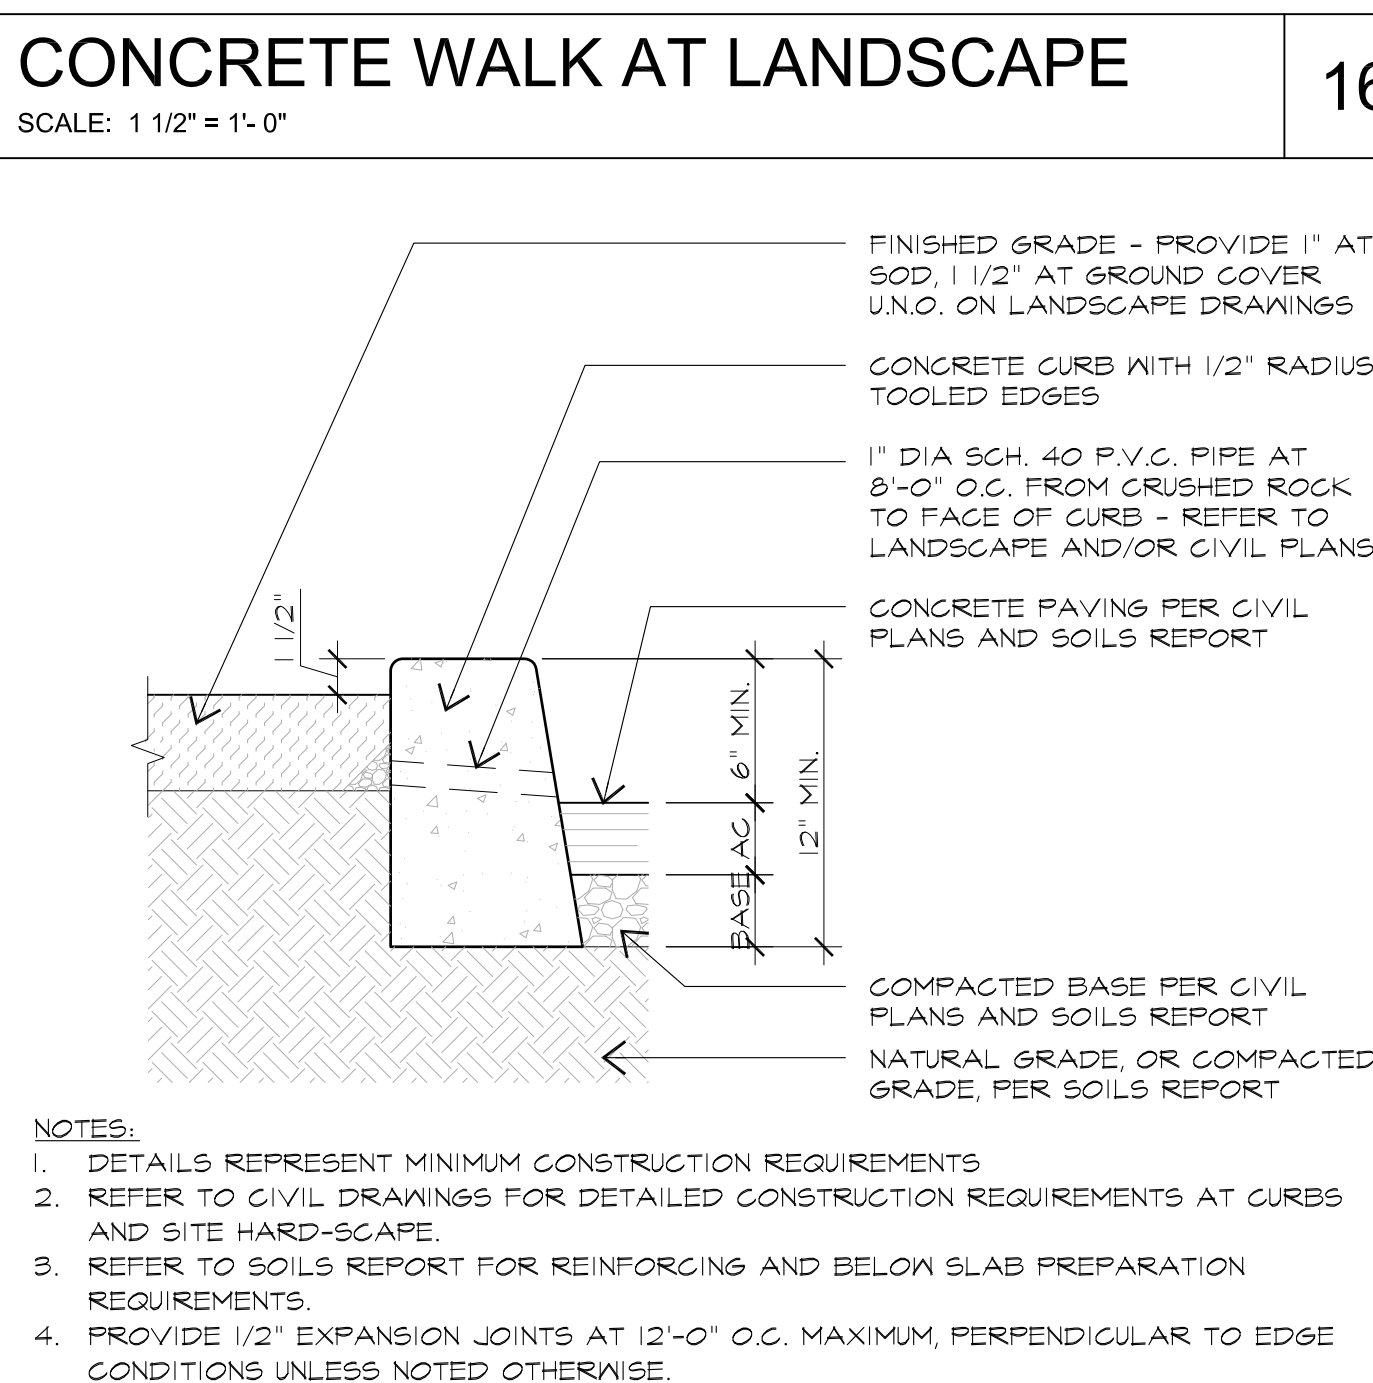 CONCRETE WALK AT LANDSCAPE
SCALE: 1 1/2" = 1'- 0"
16
FINISHED GRADE - PROVIDE 1" AT
SOD, 1 1/2" AT GROUND COVER
U.N.O. ON LANDSCAPE DRAWINGS
CONCRETE CURB WITH 1/2" RADIUS
TOOLED EDGES
1" DIA SCH. 40 P.V.C. PIPE AT
8'-0" O.C. FROM CRUSHED ROCK
TO FACE OF CURB - REFER TO
LANDSCAPE AND/OR CIVIL PLANS
CONCRETE PAVING PER CIVIL
PLANS AND SOILS REPORT
1 1/2"
6" MIN.
12" MIN.
AC
BASE
COMPACTED BASE PER CIVIL
PLANS AND SOILS REPORT
NATURAL GRADE, OR COMPACTED
GRADE, PER SOILS REPORT
NOTES:
1. DETAILS REPRESENT MINIMUM CONSTRUCTION REQUIREMENTS
2. REFER TO CIVIL DRAWINGS FOR DETAILED CONSTRUCTION REQUIREMENTS AT CURBS
AND SITE HARD-SCAPE.
3. REFER TO SOILS REPORT FOR REINFORCING AND BELOW SLAB PREPARATION
REQUIREMENTS.
4. PROVIDE 1/2" EXPANSION JOINTS AT 12'-0" O.C. MAXIMUM, PERPENDICULAR TO EDGE
CONDITIONS UNLESS NOTED OTHERWISE.